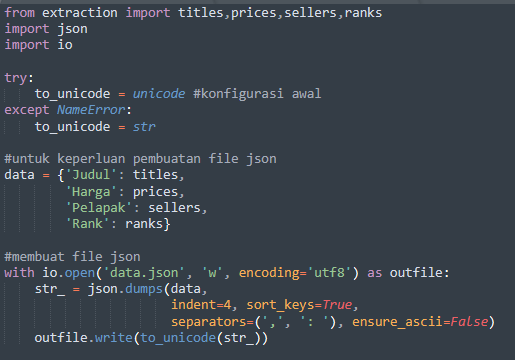 from extraction import titles,prices,sellers,ranks
import json
import io
try:
    to_unicode = unicode #konfigurasi awal
except NameError:
    to_unicode = str
#untuk keperluan pembuatan file json
data = {'Judul': titles,
        'Harga': prices,
        'Pelapak': sellers,
        'Rank': ranks}
#membuat file json
with io.open('data.json', 'w', encoding='utf8') as outfile:
    str_ = json.dumps(data,
                      indent=4, sort_keys=True,
                      separators=(',', ': '), ensure_ascii=False)
    outfile.write(to_unicode(str_))